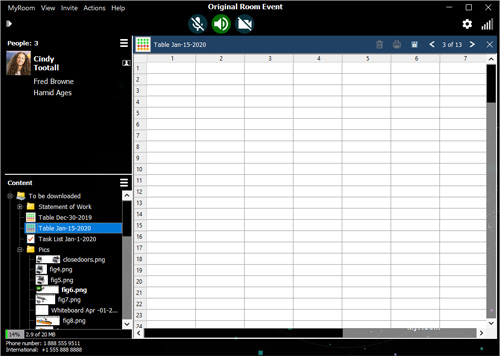 MyRoom View Invite Actions Help
Original Room Event
People: 3
Cindy
Tootall
Fred Browne
Hamid Ages
Table Jan-15-2020
3 of 13
1 2 3 4 5 6 7
1
2
3
4
5
6
7
8
9
10
11
12
13
14
15
16
17
18
19
20
21
22
23
24
Content
To be downloaded
Statement of Work
Table Dec-30-2019
Table Jan-15-2020
Task List Jan-1-2020
Pics
closedoors.png
fig4.png
fig5.png
fig6.png
fig7.png
Whiteboard Apr -01-2...
fig8.png
14% 2.9 of 20 MB
Phone number: 1 888 555 9511
International: +1 555 888 8888